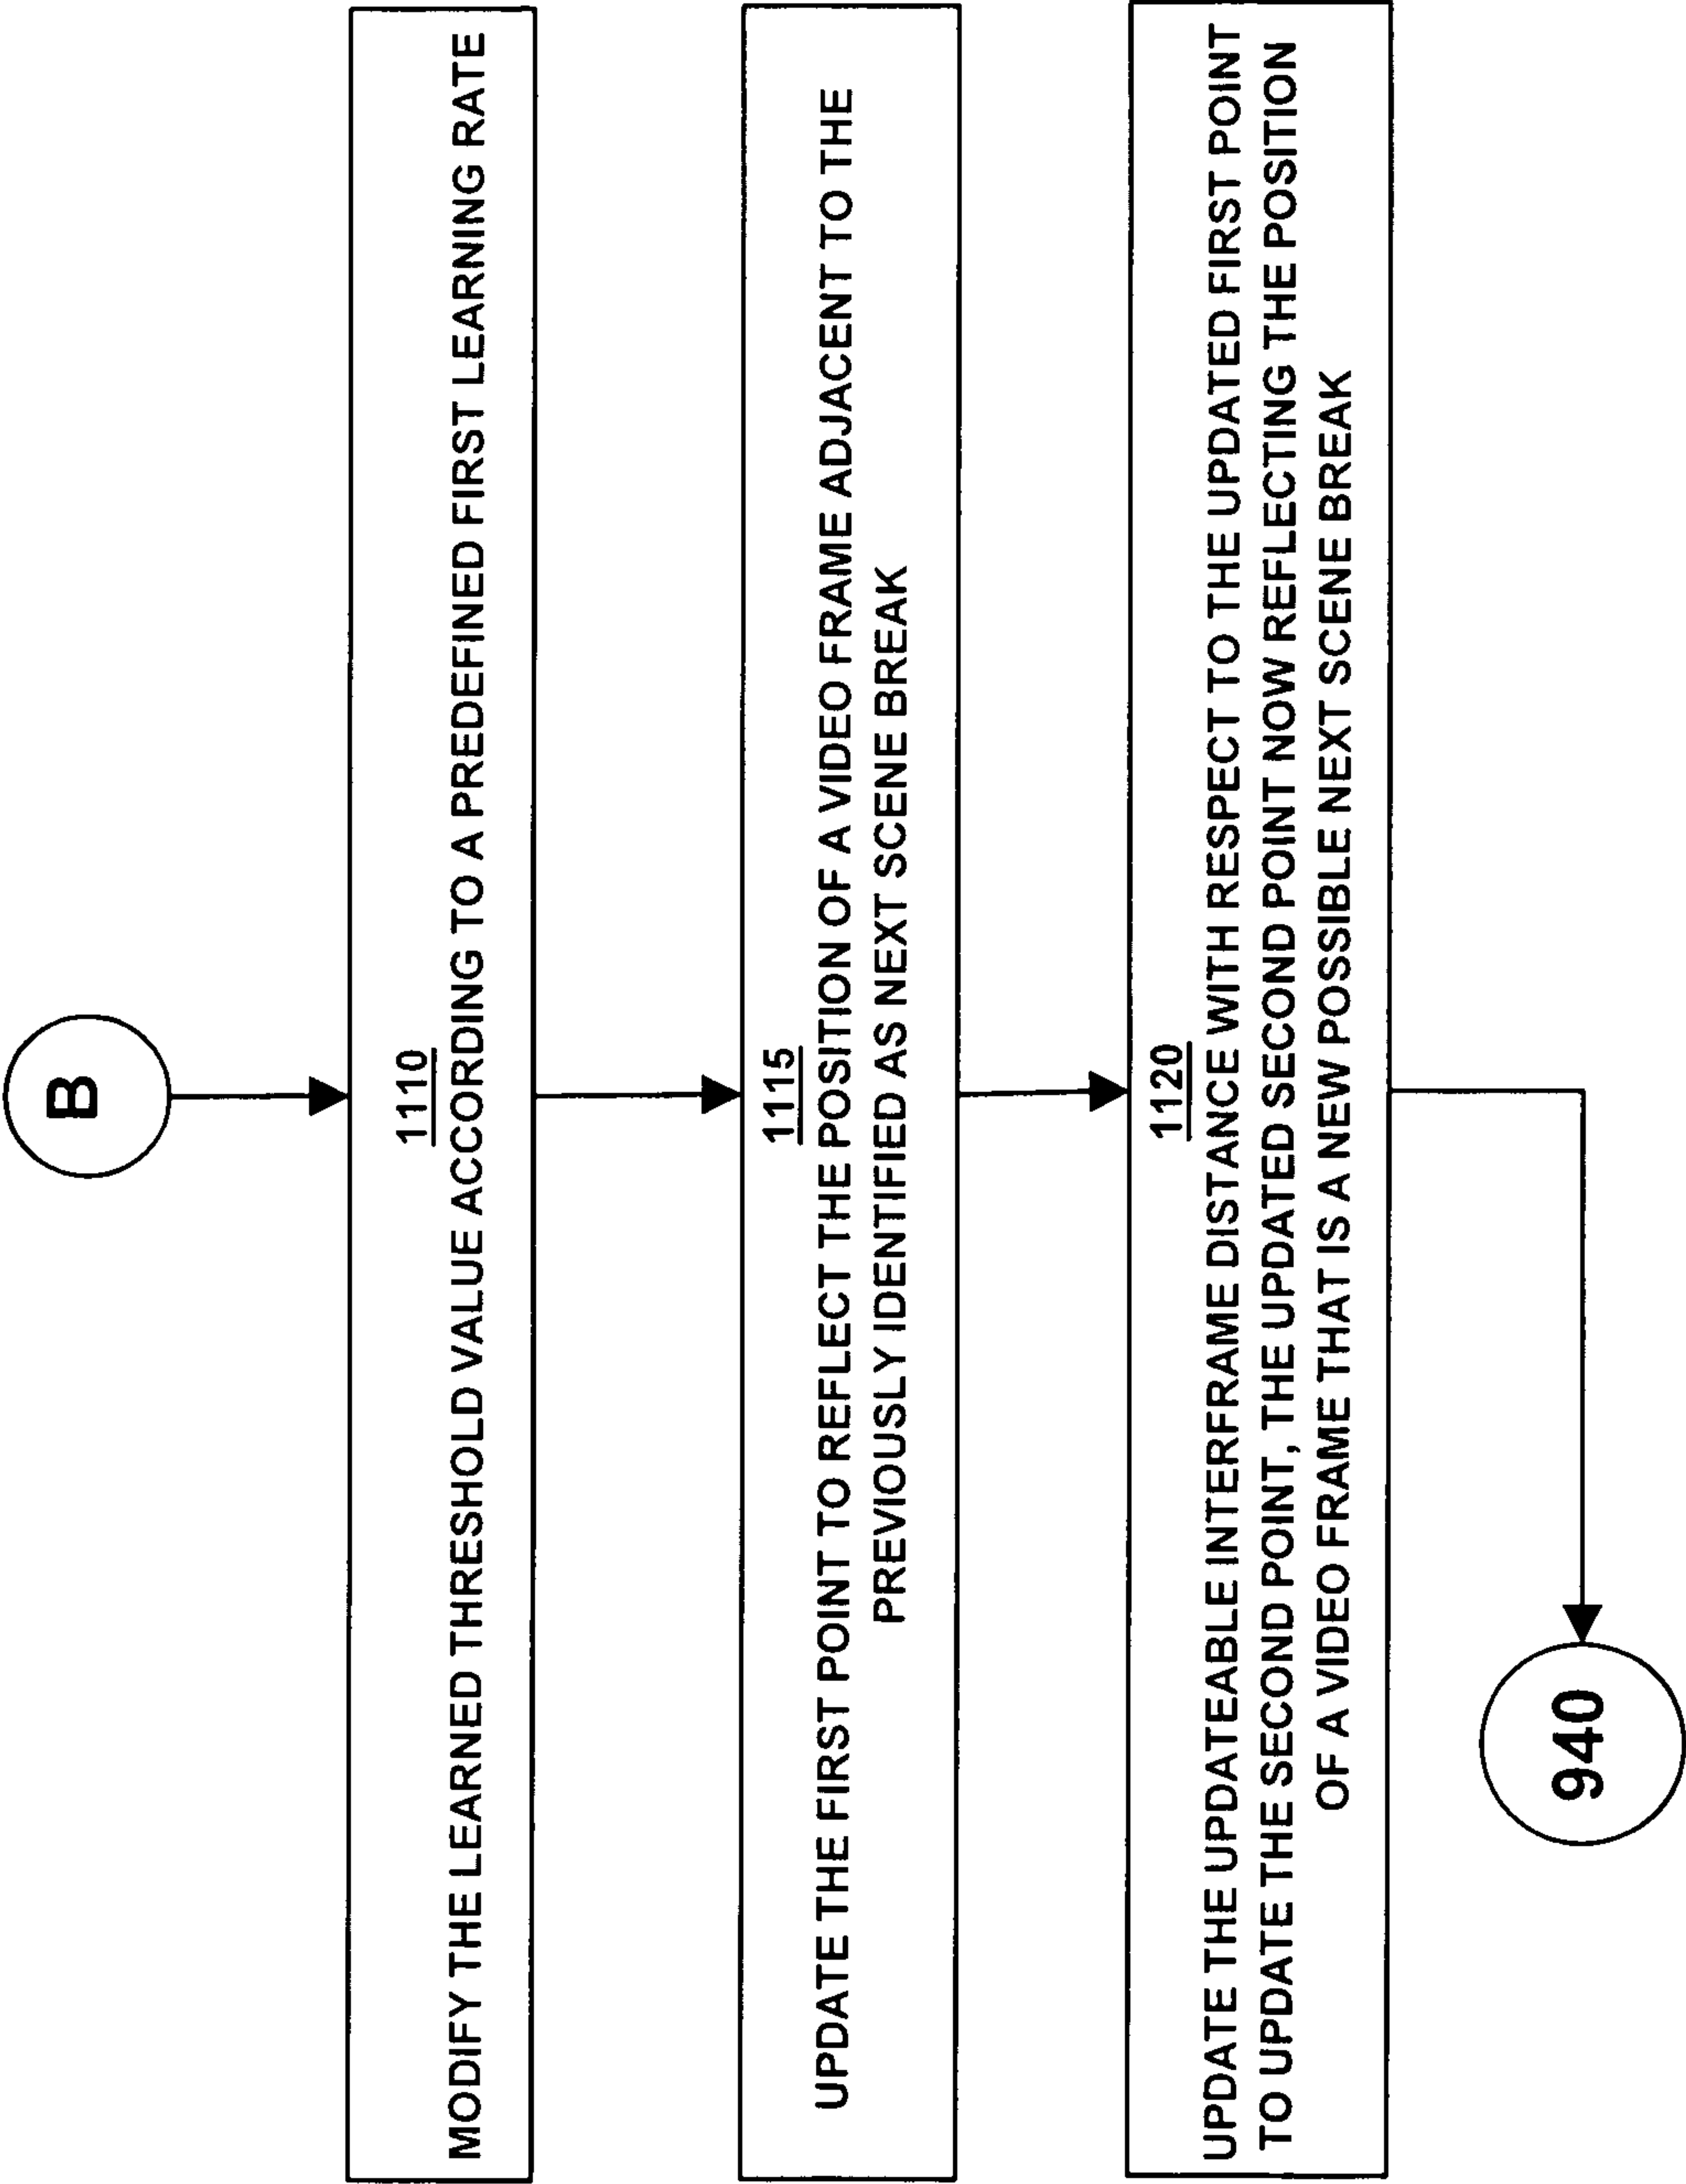 B
1110
MODIFY THE LEARNED THRESHOLD VALUE ACCORDING TO A PREDEFINED FIRST LEARNING RATE
1115
UPDATE THE FIRST POINT TO REFLECT THE POSITION OF A VIDEO FRAME ADJACENT TO THE
PREVIOUSLY IDENTIFIED AS NEXT SCENE BREAK
1120
UPDATE THE UPDATEABLE INTERFRAME DISTANCE WITH RESPECT TO THE UPDATED FIRST POINT
TO UPDATE THE SECOND POINT, THE UPDATED SECOND POINT NOW REFLECTING THE POSITION
OF A VIDEO FRAME THAT IS A NEW POSSIBLE NEXT SCENE BREAK
940